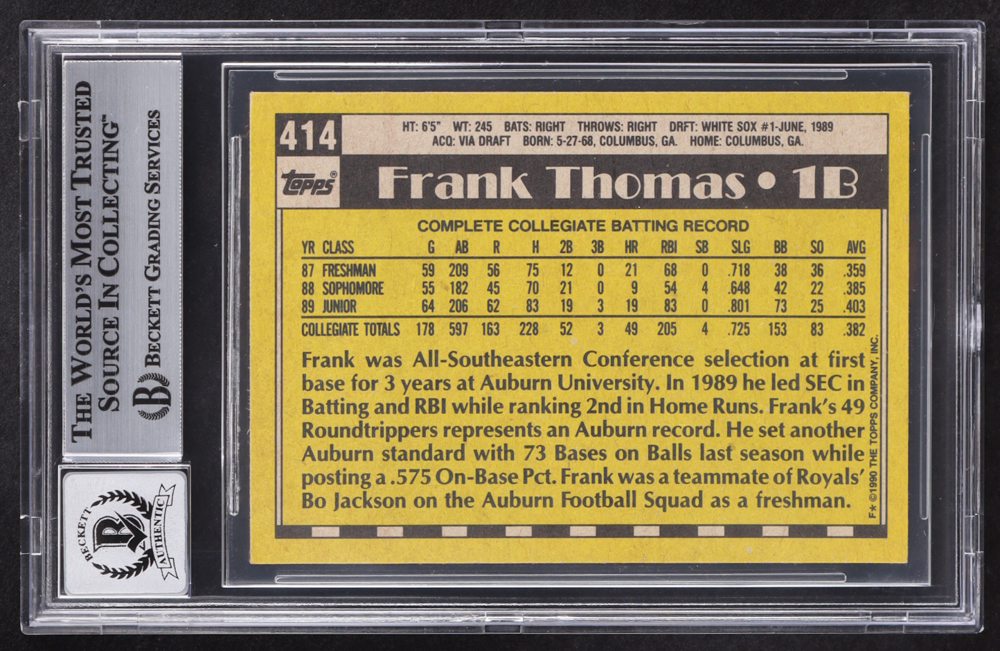 THE WORLD'S MOST TRUSTED
SOURCE IN COLLECTING™
BECKETT GRADING SERVICES
B
BECKETT
B
AUTHENTIC
414
HT: 6'5" WT: 245 BATS: RIGHT THROWS: RIGHT DRFT: WHITE SOX #1-JUNE, 1989
ACQ: VIA DRAFT BORN: 5-27-68, COLUMBUS, GA. HOME: COLUMBUS, GA.
topps®
Frank Thomas • 1B
COMPLETE COLLEGIATE BATTING RECORD
YR CLASS G AB R H 2B 3B HR RBI SB SLG BB SO AVG
87 FRESHMAN 59 209 56 75 12 0 21 68 0 .718 38 36 .359
88 SOPHOMORE 55 182 45 70 21 0 9 54 4 .648 42 22 .385
89 JUNIOR 64 206 62 83 19 3 19 83 0 .801 73 25 .403
COLLEGIATE TOTALS 178 597 163 228 52 3 49 205 4 .725 153 83 .382
Frank was All-Southeastern Conference selection at first
base for 3 years at Auburn University. In 1989 he led SEC in
Batting and RBI while ranking 2nd in Home Runs. Frank's 49
Roundtrippers represents an Auburn record. He set another
Auburn standard with 73 Bases on Balls last season while
posting a .575 On-Base Pct. Frank was a teammate of Royals'
Bo Jackson on the Auburn Football Squad as a freshman.
F* ©1990 THE TOPPS COMPANY, INC.